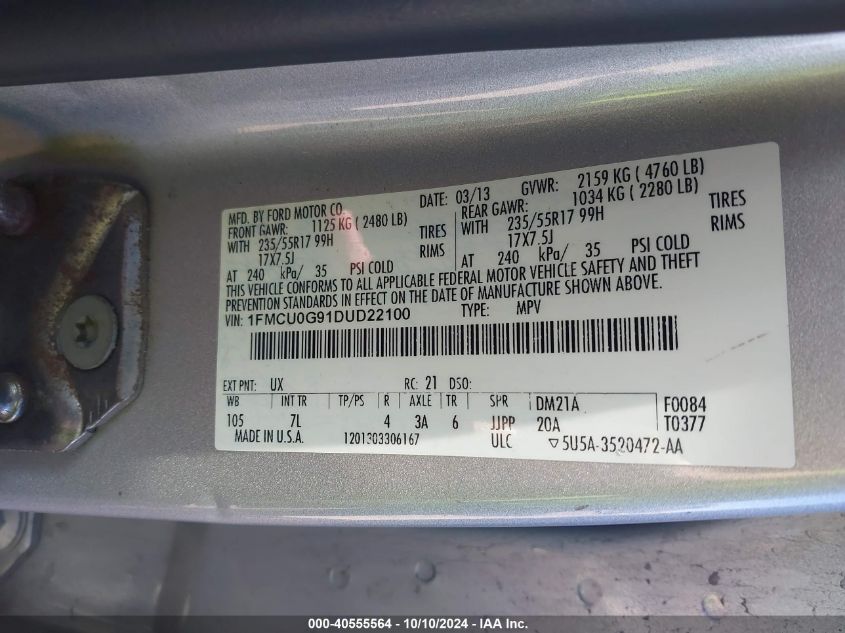 MFD. BY FORD MOTOR CO. DATE: 03/13 GVWR: 2159 KG ( 4760 LB)
FRONT GAWR: 1125 KG ( 2480 LB) REAR GAWR: 1034 KG ( 2280 LB)
WITH 235/55R17 99H TIRES WITH 235/55R17 99H TIRES
17X7.5J RIMS 17X7.5J RIMS
AT 240 kPa/ 35 PSI COLD AT 240 kPa/ 35 PSI COLD
THIS VEHICLE CONFORMS TO ALL APPLICABLE FEDERAL MOTOR VEHICLE SAFETY AND THEFT
PREVENTION STANDARDS IN EFFECT ON THE DATE OF MANUFACTURE SHOWN ABOVE.
VIN: 1FMCU0G91DUD22100 TYPE: MPV
EXT PNT: UX RC: 21 DSO:
WB INT TR TP/PS R AXLE TR SPR DM21A F0084
105 7L 4 3A 6 JJPP 20A T0377
MADE IN U.S.A. 1201303306167 ULC ▽5U5A-3520472-AA
000-40555564 - 10/10/2024 - IAA Inc.